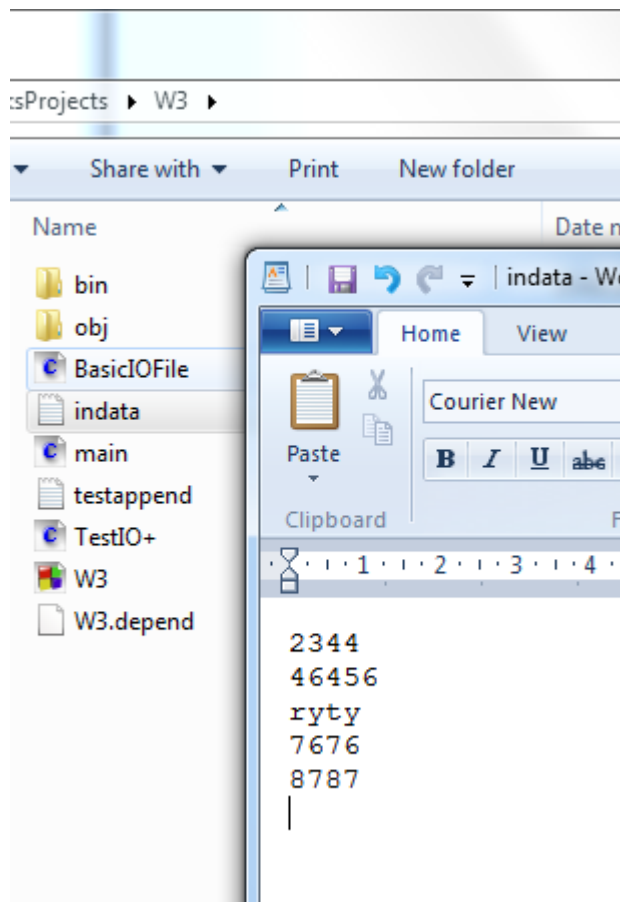 sProjects ▸ W3 ▸
Share with Print New folder
Name Date
bin
obj
BasicIOFile
indata
main
testappend
TestIO+
W3
W3.depend
indata - W
Home View
Courier New
Paste
B I U abc
Clipboard F
1 2 3 4
2344
46456
ryty
7676
8787